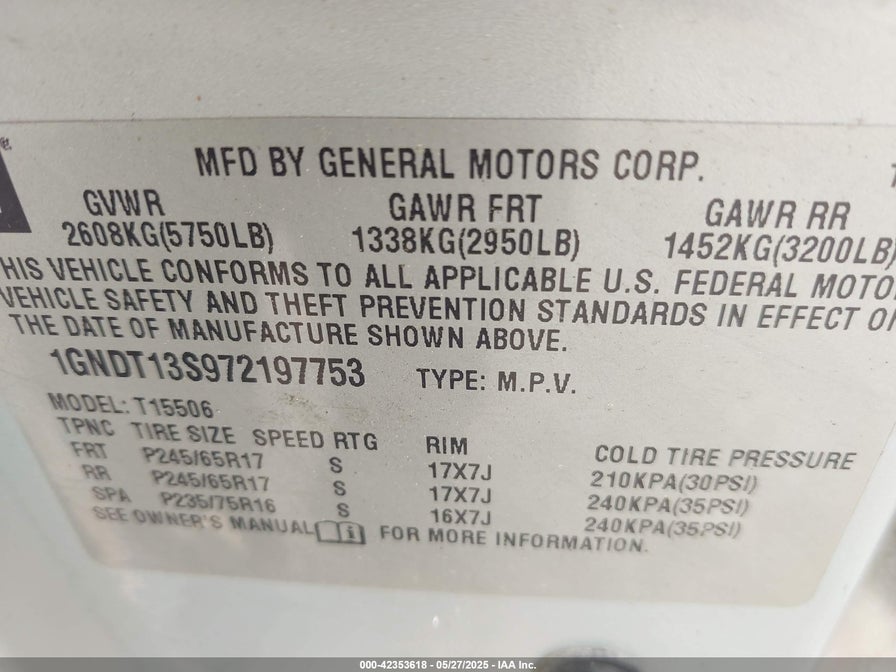 MFD BY GENERAL MOTORS CORP.
GVWR GAWR FRT GAWR RR
2608KG(5750LB) 1338KG(2950LB) 1452KG(3200LB)
HIS VEHICLE CONFORMS TO ALL APPLICABLE U.S. FEDERAL MOTO
VEHICLE SAFETY AND THEFT PREVENTION STANDARDS IN EFFECT O
THE DATE OF MANUFACTURE SHOWN ABOVE.
1GNDT13S972197753 TYPE: M.P.V.
MODEL: T15506
TPNC TIRE SIZE SPEED RTG RIM COLD TIRE PRESSURE
FRT P245/65R17 S 17X7J 210KPA(30PSI)
RR P245/65R17 S 17X7J 240KPA(35PSI)
SPA P235/75R16 S 16X7J 240KPA(35PSI)
SEE OWNER'S MANUAL FOR MORE INFORMATION.
000-42353618 - 05/27/2025 - IAA Inc.